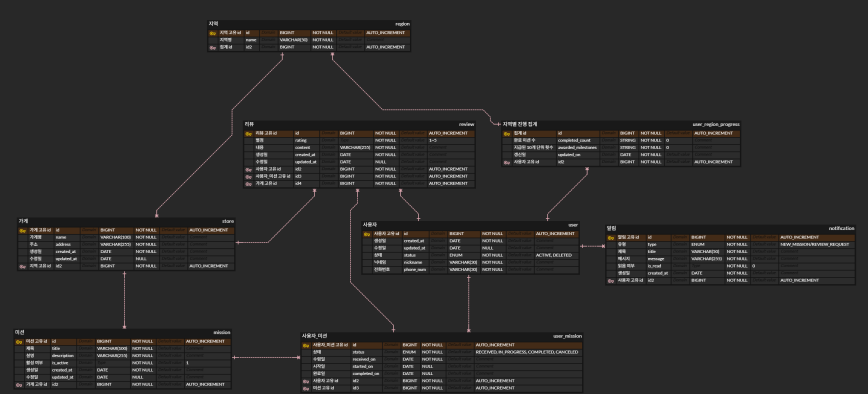 지역 region
지역 고유 id id BIGINT NOT NULL AUTO_INCREMENT
지역명 name VARCHAR(50) NOT NULL
집계 id id2 BIGINT NOT NULL AUTO_INCREMENT
리뷰 review
리뷰 고유 id id BIGINT NOT NULL AUTO_INCREMENT
별점 rating NOT NULL 1~5
내용 content VARCHAR(255) NOT NULL
생성일 created_at DATE NOT NULL
수정일 updated_at DATE NULL
사용자 고유 id id2 BIGINT NOT NULL AUTO_INCREMENT
사용자_미션 고유 id id3 BIGINT NOT NULL AUTO_INCREMENT
가게 고유 id id4 BIGINT NOT NULL AUTO_INCREMENT
지역별 진행 집계 user_region_progress
집계 id id BIGINT NOT NULL AUTO_INCREMENT
완료 미션 수 completed_count STRING NOT NULL 0
지급된 10개 단위 횟수 awarded_milestones STRING NOT NULL 0
갱신일 updated_on DATE NOT NULL
사용자 고유 id id2 BIGINT NOT NULL AUTO_INCREMENT
가게 store
가게 고유 id id BIGINT NOT NULL AUTO_INCREMENT
가게명 name VARCHAR(100) NOT NULL
주소 address VARCHAR(255) NOT NULL
생성일 created_at DATE NOT NULL
수정일 updated_at DATE NULL
지역 고유 id id2 BIGINT NOT NULL AUTO_INCREMENT
사용자 user
사용자 고유 id id BIGINT NOT NULL AUTO_INCREMENT
생성일 created_at DATE NOT NULL
수정일 updated_at DATE NULL
상태 status ENUM NOT NULL ACTIVE, DELETED
닉네임 nickname VARCHAR(20) NOT NULL
전화번호 phone_num VARCHAR(20) NOT NULL
알림 notification
알림 고유 id id BIGINT NOT NULL AUTO_INCREMENT
유형 type ENUM NOT NULL NEW_MISSION/REVIEW_REQUEST
제목 title VARCHAR(50) NOT NULL
메시지 message VARCHAR(255) NOT NULL
읽음 여부 is_read NOT NULL 0
생성일 created_at DATE NOT NULL
사용자 고유 id id2 BIGINT NOT NULL AUTO_INCREMENT
미션 mission
미션 고유 id id BIGINT NOT NULL AUTO_INCREMENT
제목 title VARCHAR(100) NOT NULL
설명 description VARCHAR(255) NOT NULL
활성 여부 is_active NOT NULL 1
생성일 created_at DATE NOT NULL
수정일 updated_at DATE NULL
가게 고유 id id2 BIGINT NOT NULL AUTO_INCREMENT
사용자_미션 user_mission
사용자_미션 고유 id id BIGINT NOT NULL AUTO_INCREMENT
상태 status ENUM NOT NULL RECEIVED, IN_PROGRESS, COMPLETED, CANCELED
수령일 received_on DATE NOT NULL
시작일 started_on DATE NULL
완료일 completed_on DATE NULL
사용자 고유 id id2 BIGINT NOT NULL AUTO_INCREMENT
미션 고유 id id3 BIGINT NOT NULL AUTO_INCREMENT